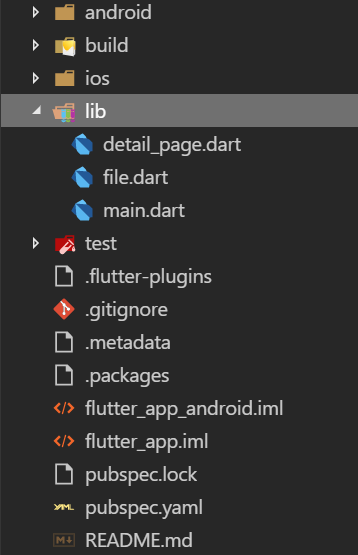 android
build
ios
lib
detail_page.dart
file.dart
main.dart
test
.flutter-plugins
.gitignore
.metadata
.packages
flutter_app_android.iml
flutter_app.iml
pubspec.lock
YAML pubspec.yaml
M↓ README.md